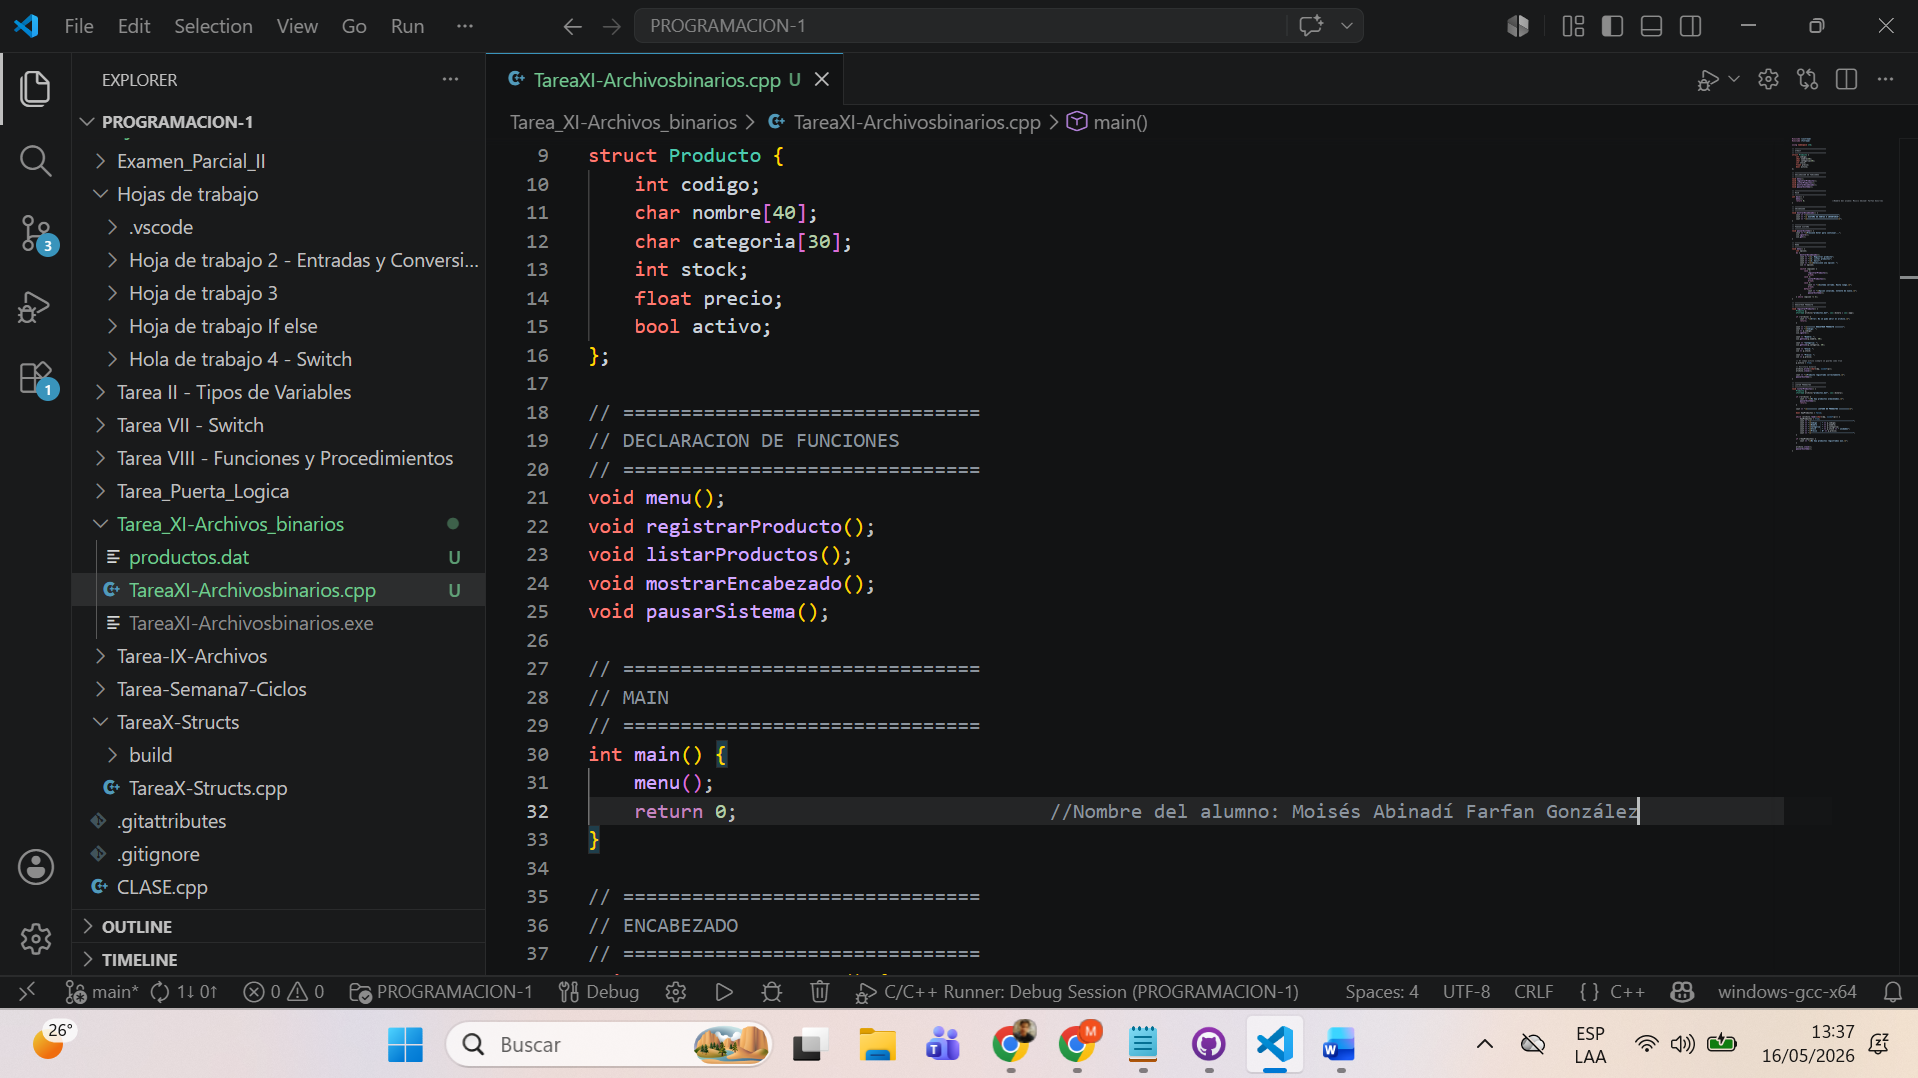 File Edit Selection View Go Run ···
PROGRAMACION-1
EXPLORER
PROGRAMACION-1
Examen_Parcial_II
Hojas de trabajo
.vscode
Hoja de trabajo 2 - Entradas y Conversi...
Hoja de trabajo 3
Hoja de trabajo If else
Hola de trabajo 4 - Switch
Tarea II - Tipos de Variables
Tarea VII - Switch
Tarea VIII - Funciones y Procedimientos
Tarea_Puerta_Logica
Tarea_XI-Archivos_binarios
productos.dat U
TareaXI-Archivosbinarios.cpp U
TareaXI-Archivosbinarios.exe
Tarea-IX-Archivos
Tarea-Semana7-Ciclos
TareaX-Structs
build
TareaX-Structs.cpp
.gitattributes
.gitignore
CLASE.cpp
OUTLINE
TIMELINE
3
1
TareaXI-Archivosbinarios.cpp U
Tarea_XI-Archivos_binarios > TareaXI-Archivosbinarios.cpp > main()
9 struct Producto {
10 int codigo;
11 char nombre[40];
12 char categoria[30];
13 int stock;
14 float precio;
15 bool activo;
16 };
17
18 // ===============================
19 // DECLARACION DE FUNCIONES
20 // ===============================
21 void menu();
22 void registrarProducto();
23 void listarProductos();
24 void mostrarEncabezado();
25 void pausarSistema();
26
27 // ===============================
28 // MAIN
29 // ===============================
30 int main() {
31 menu();
32 return 0; //Nombre del alumno: Moisés Abinadí Farfan González
33 }
34
35 // ===============================
36 // ENCABEZADO
37 // ===============================
main* 1↓ 0↑ 0 0 PROGRAMACION-1 Debug C/C++ Runner: Debug Session (PROGRAMACION-1) Spaces: 4 UTF-8 CRLF {} C++ windows-gcc-x64
26°
Buscar
M
ESP
LAA
13:37
16/05/2026